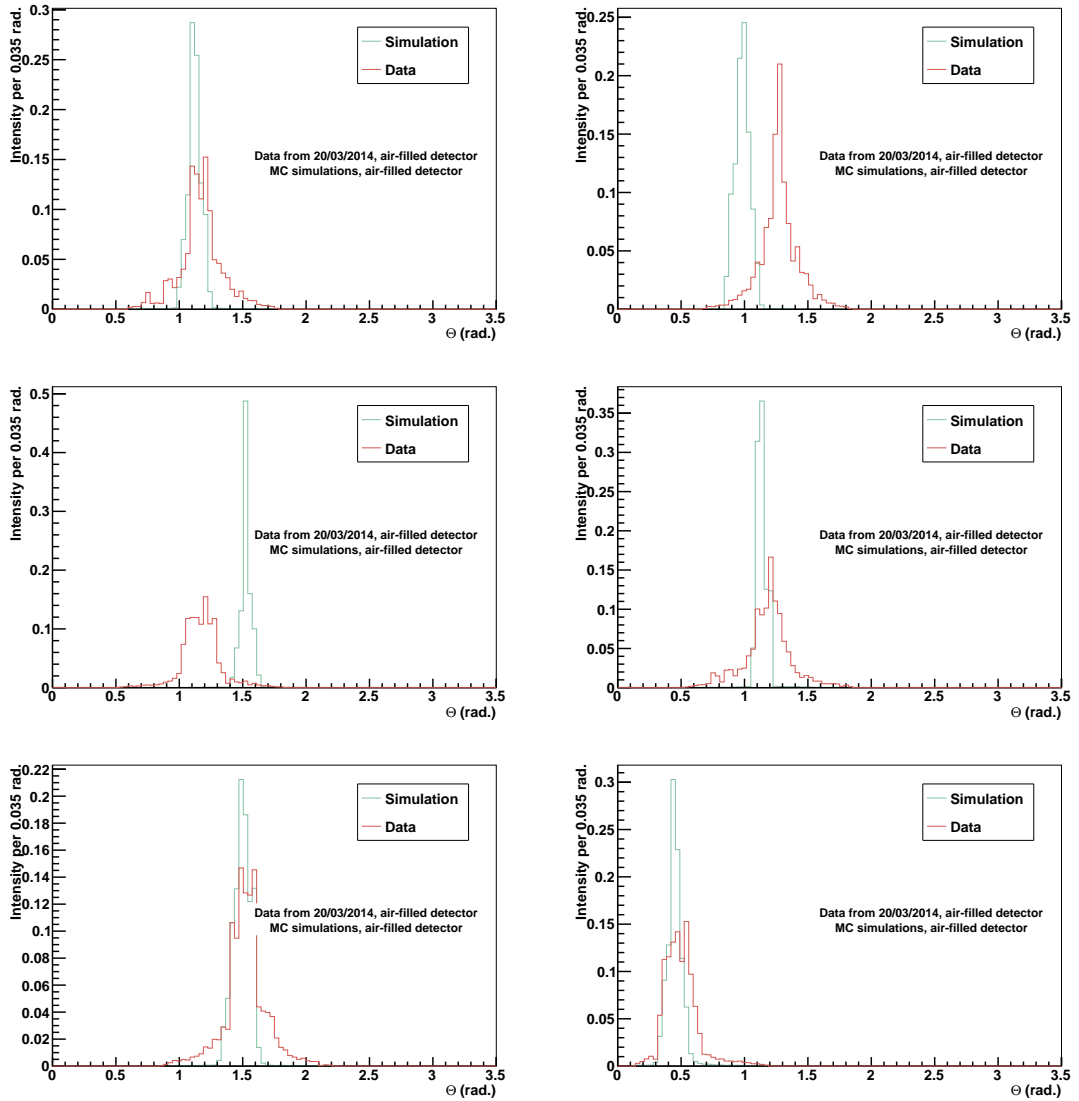 Intensity per 0.035 rad.
0.3
0.25
0.2
0.15
0.1
0.05
0
Simulation
Data
Data from 20/03/2014, air-filled detector
MC simulations, air-filled detector
0 0.5 1 1.5 2 2.5 3 3.5
Θ (rad.)
Intensity per 0.035 rad.
0.25
0.2
0.15
0.1
0.05
0
Simulation
Data
Data from 20/03/2014, air-filled detector
MC simulations, air-filled detector
0 0.5 1 1.5 2 2.5 3 3.5
Θ (rad.)
Intensity per 0.035 rad.
0.5
0.4
0.3
0.2
0.1
0
Simulation
Data
Data from 20/03/2014, air-filled detector
MC simulations, air-filled detector
0 0.5 1 1.5 2 2.5 3 3.5
Θ (rad.)
Intensity per 0.035 rad.
0.35
0.3
0.25
0.2
0.15
0.1
0.05
0
Simulation
Data
Data from 20/03/2014, air-filled detector
MC simulations, air-filled detector
0 0.5 1 1.5 2 2.5 3 3.5
Θ (rad.)
Intensity per 0.035 rad.
0.22
0.2
0.18
0.16
0.14
0.12
0.1
0.08
0.06
0.04
0.02
0
Simulation
Data
Data from 20/03/2014, air-filled detector
MC simulations, air-filled detector
0 0.5 1 1.5 2 2.5 3 3.5
Θ (rad.)
Intensity per 0.035 rad.
0.3
0.25
0.2
0.15
0.1
0.05
0
Simulation
Data
Data from 20/03/2014, air-filled detector
MC simulations, air-filled detector
0 0.5 1 1.5 2 2.5 3 3.5
Θ (rad.)